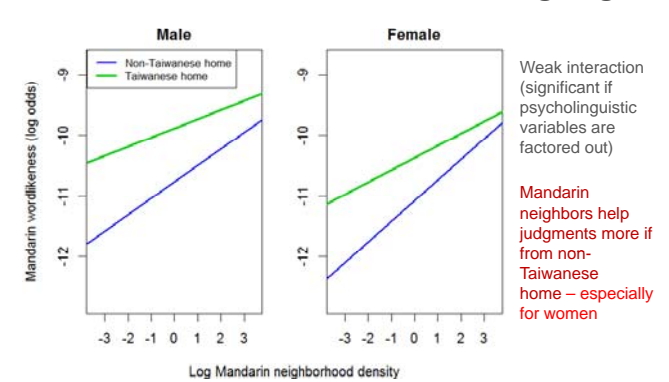 Male
Female
Non-Taiwanese home
Taiwanese home
Mandarin wordlikeness (log odds)
-9
-10
-11
-12
-9
-10
-11
-12
-3 -2 -1 0 1 2 3
-3 -2 -1 0 1 2 3
Log Mandarin neighborhood density
Weak interaction
(significant if
psycholinguistic
variables are
factored out)
Mandarin
neighbors help
judgments more if
from non-
Taiwanese
home – especially
for women